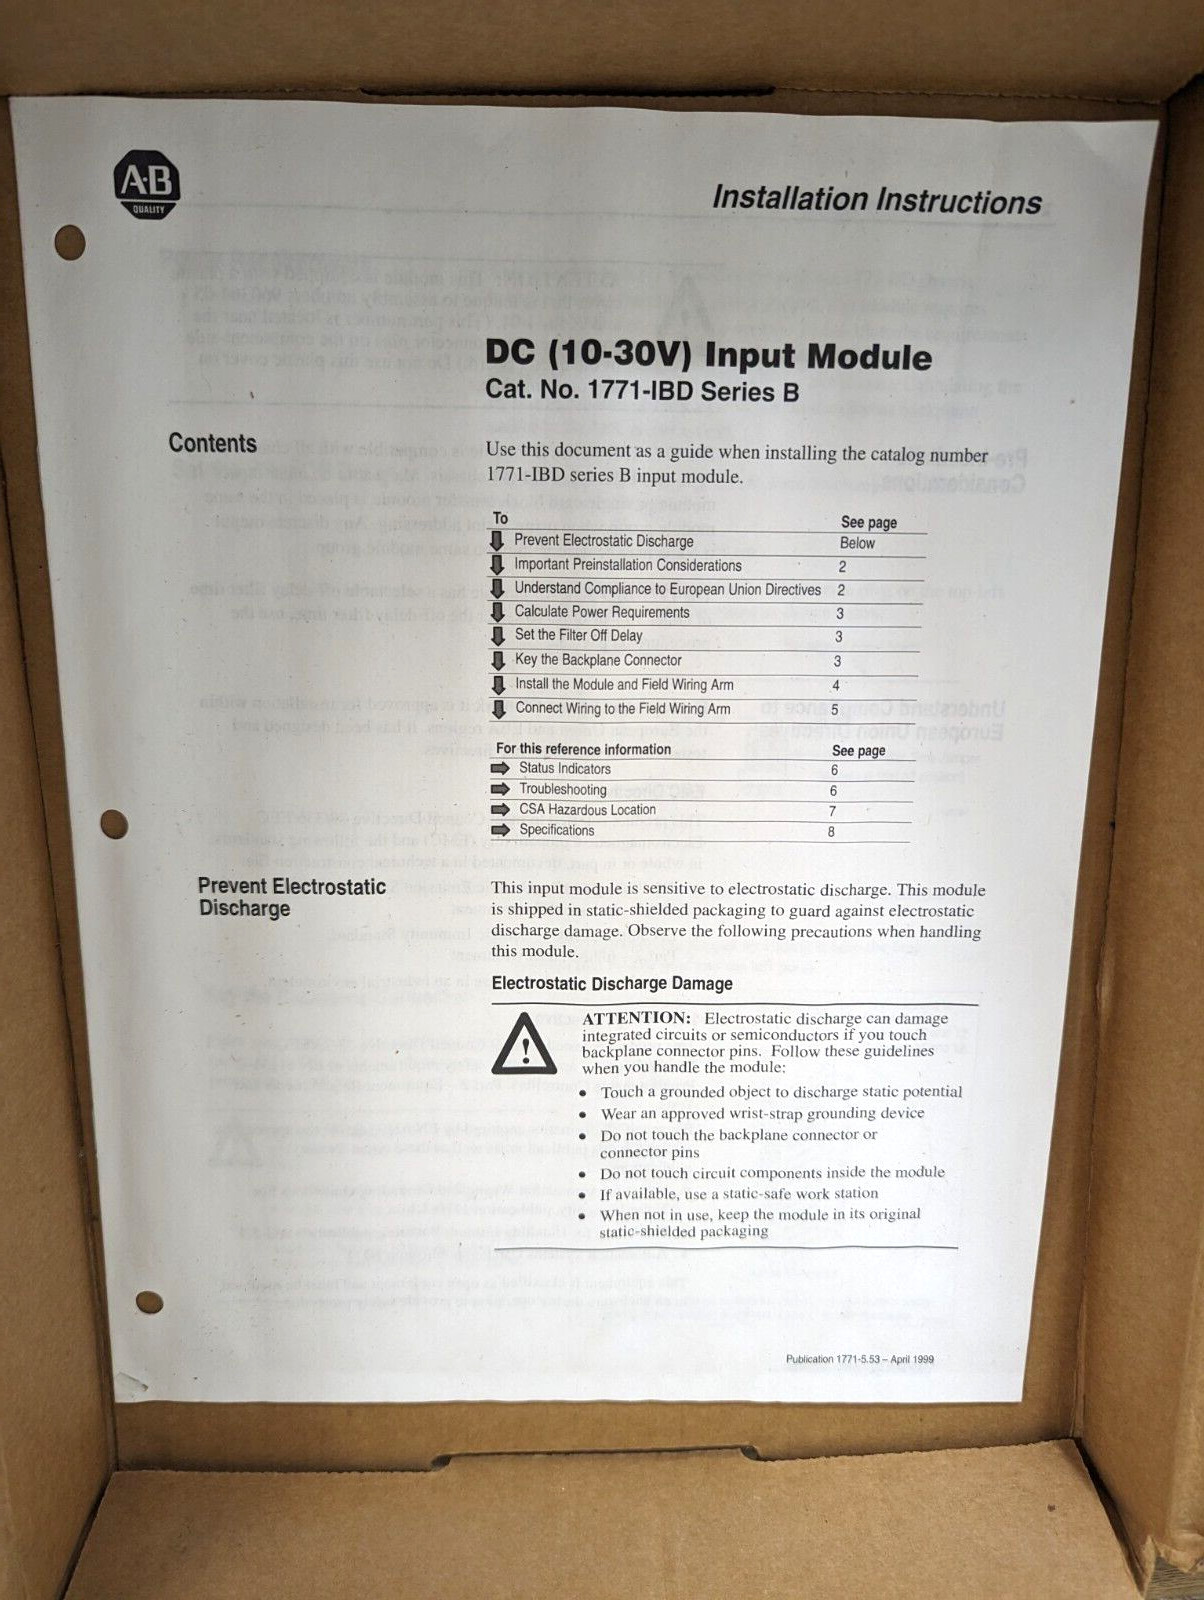 A·B
QUALITY
Installation Instructions
DC (10-30V) Input Module
Cat. No. 1771-IBD Series B
Contents
Use this document as a guide when installing the catalog number
1771-IBD series B input module.
To See page
Prevent Electrostatic Discharge Below
Important Preinstallation Considerations 2
Understand Compliance to European Union Directives 2
Calculate Power Requirements 3
Set the Filter Off Delay 3
Key the Backplane Connector 3
Install the Module and Field Wiring Arm 4
Connect Wiring to the Field Wiring Arm 5
For this reference information See page
Status Indicators 6
Troubleshooting 6
CSA Hazardous Location 7
Specifications 8
Prevent Electrostatic
Discharge
This input module is sensitive to electrostatic discharge. This module
is shipped in static-shielded packaging to guard against electrostatic
discharge damage. Observe the following precautions when handling
this module.
Electrostatic Discharge Damage
ATTENTION: Electrostatic discharge can damage
integrated circuits or semiconductors if you touch
backplane connector pins. Follow these guidelines
when you handle the module:
• Touch a grounded object to discharge static potential
• Wear an approved wrist-strap grounding device
• Do not touch the backplane connector or
connector pins
• Do not touch circuit components inside the module
• If available, use a static-safe work station
• When not in use, keep the module in its original
static-shielded packaging
Publication 1771-5.53 – April 1999